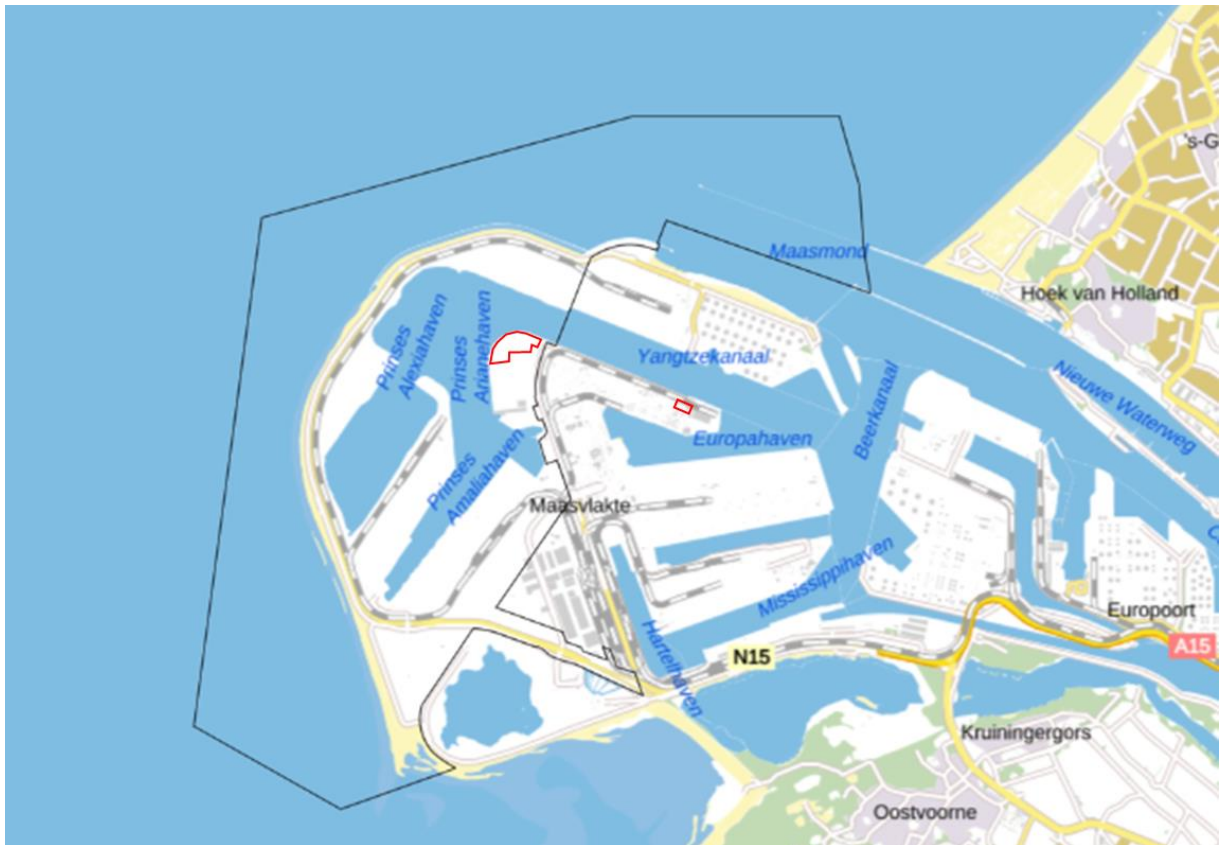 's-G
Maasmond
Hoek van Holland
Prinses
Alexiahaven
Prinses
Arianehaven
Yangtzekanaal
Nieuwe Waterweg
Beerkanaal
Europahaven
Prinses
Amaliahaven
Maasvlakte
Mississippihaven
Europoort
Hartelhaven
N15
A15
Kruiningergors
Oostvoorne